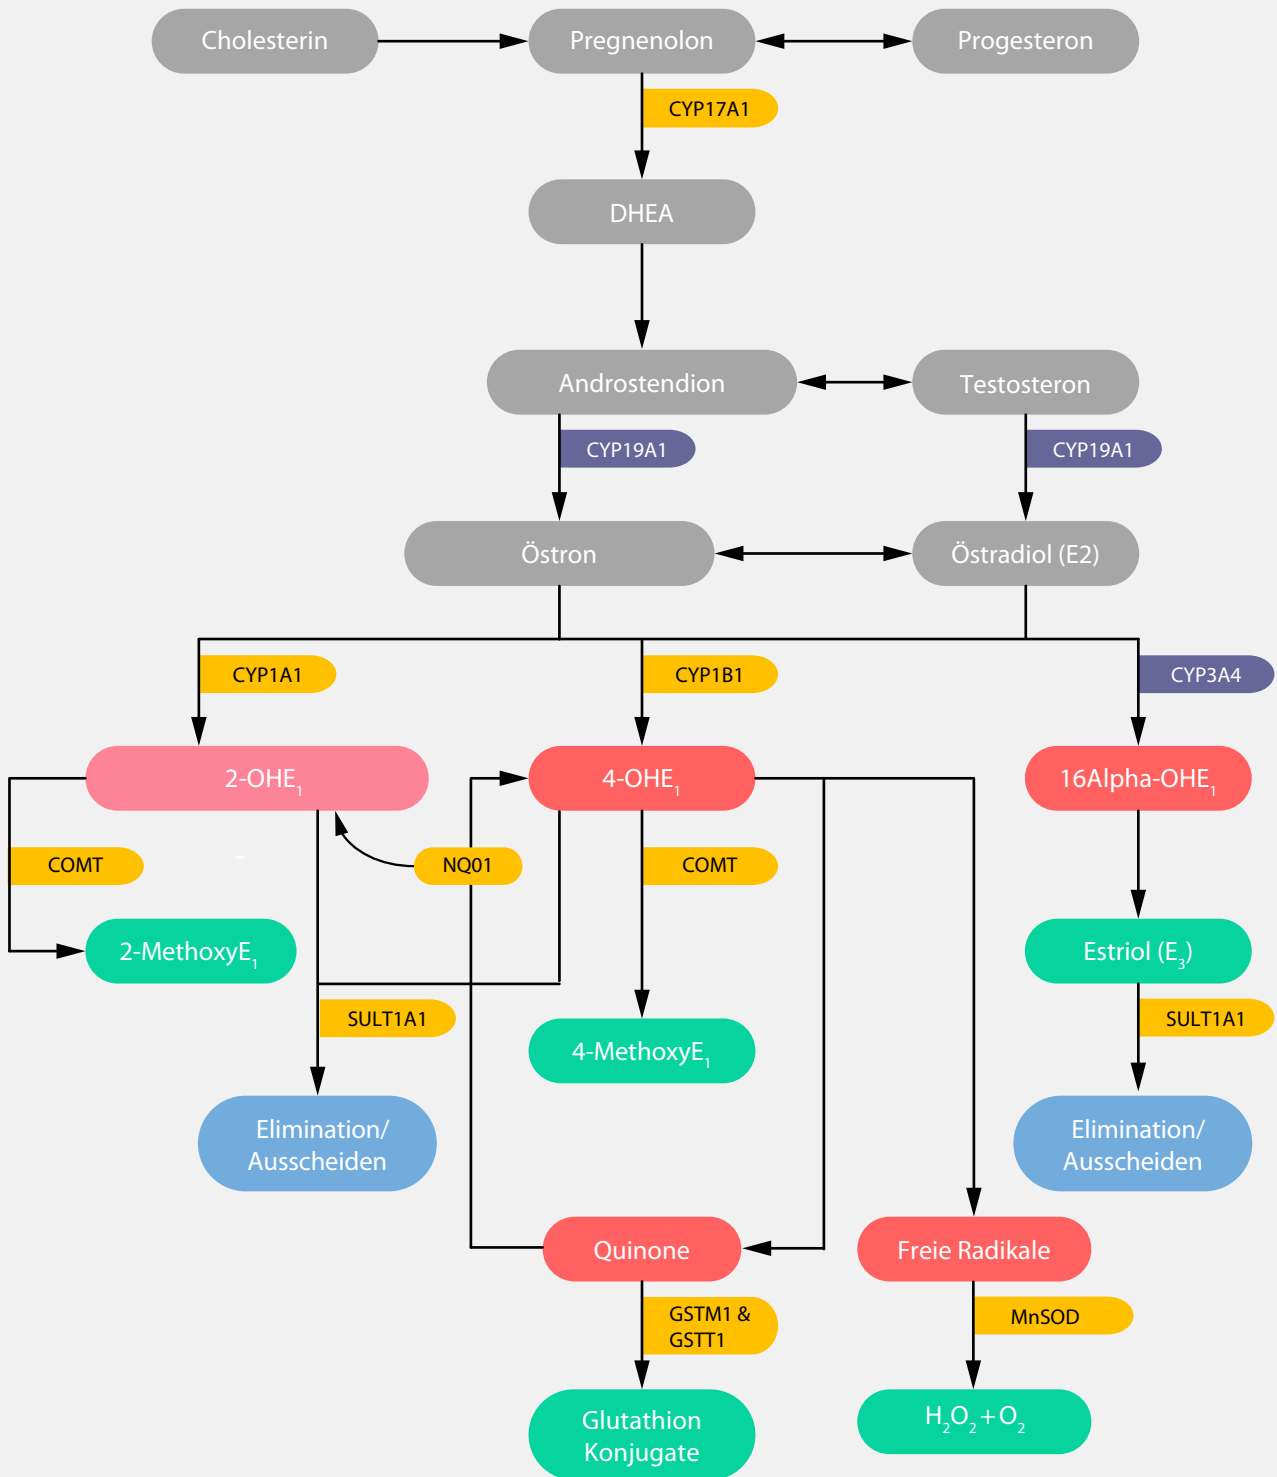 Cholesterin
Pregnenolon
Progesteron
CYP17A1
DHEA
Androstendion
Testosteron
CYP19A1
CYP19A1
Östron
Östradiol (E2)
CYP1A1
CYP1B1
CYP3A4
2-OHE₁
4-OHE₁
16Alpha-OHE₁
COMT
-
NQ01
COMT
2-MethoxyE₁
Estriol (E₃)
SULT1A1
SULT1A1
4-MethoxyE₁
Elimination/
Ausscheiden
Elimination/
Ausscheiden
Quinone
Freie Radikale
GSTM1 &
GSTT1
MnSOD
Glutathion
Konjugate
H₂O₂ + O₂